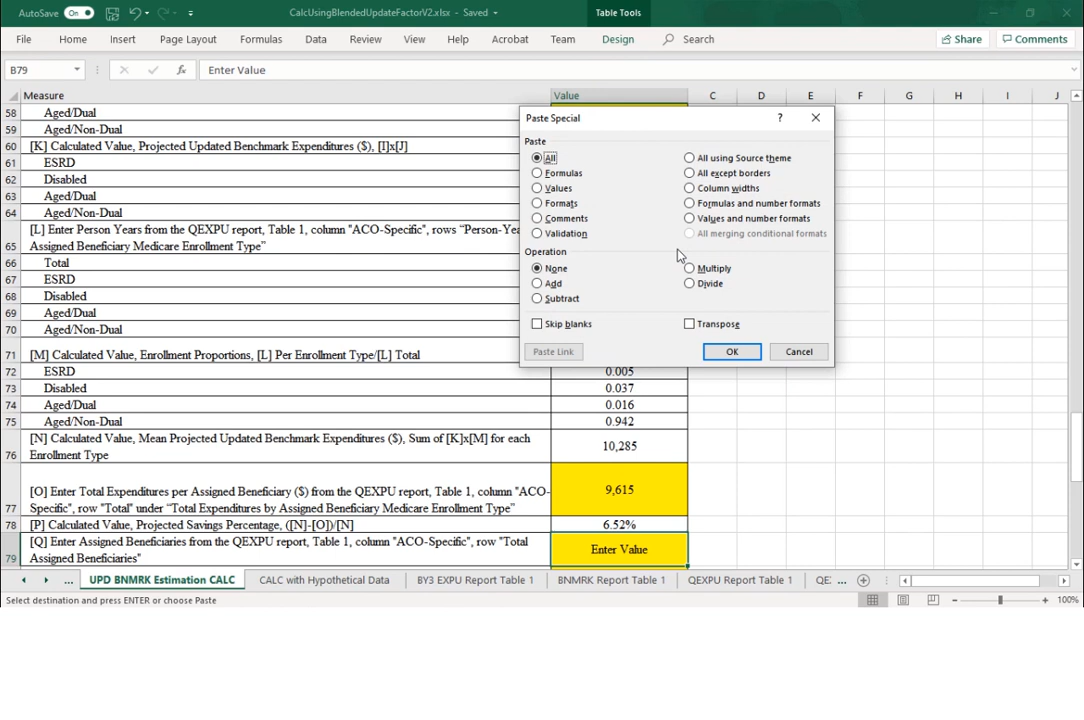 AutoSave On CalcUsingBlendedUpdateFactorV2.xlsx - Saved Table Tools
File Home Insert Page Layout Formulas Data Review View Help Acrobat Team Design Search Share Comments
B79 fx Enter Value
Measure Value C D E F G H I J
58 Aged/Dual
59 Aged/Non-Dual
60 [K] Calculated Value, Projected Updated Benchmark Expenditures ($), [I]x[J]
61 ESRD
62 Disabled
63 Aged/Dual
64 Aged/Non-Dual
[L] Enter Person Years from the QEXPU report, Table 1, column "ACO-Specific", rows “Person-Yea
65 Assigned Beneficiary Medicare Enrollment Type”
66 Total
67 ESRD
68 Disabled
69 Aged/Dual
70 Aged/Non-Dual
71 [M] Calculated Value, Enrollment Proportions, [L] Per Enrollment Type/[L] Total
72 ESRD 0.005
73 Disabled 0.037
74 Aged/Dual 0.016
75 Aged/Non-Dual 0.942
[N] Calculated Value, Mean Projected Updated Benchmark Expenditures ($), Sum of [K]x[M] for each
76 Enrollment Type 10,285
[O] Enter Total Expenditures per Assigned Beneficiary ($) from the QEXPU report, Table 1, column "ACO-
77 Specific", row "Total" under “Total Expenditures by Assigned Beneficiary Medicare Enrollment Type” 9,615
78 [P] Calculated Value, Projected Savings Percentage, ([N]-[O])/[N] 6.52%
[Q] Enter Assigned Beneficiaries from the QEXPU report, Table 1, column "ACO-Specific", row "Total
79 Assigned Beneficiaries" Enter Value
Paste Special ? ×
Paste
All All using Source theme
Formulas All except borders
Values Column widths
Formats Formulas and number formats
Comments Values and number formats
Validation All merging conditional formats
Operation
None Multiply
Add Divide
Subtract
Skip blanks Transpose
Paste Link OK Cancel
... UPD BNMRK Estimation CALC CALC with Hypothetical Data BY3 EXPU Report Table 1 BNMRK Report Table 1 QEXPU Report Table 1 QE ...
Select destination and press ENTER or choose Paste 100%